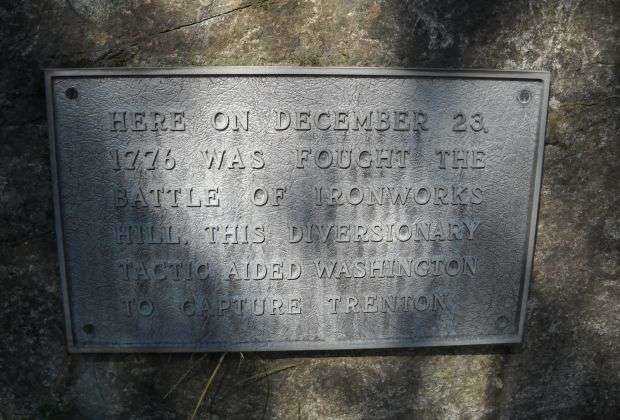 HERE ON DECEMBER 23,
1776 WAS FOUGHT THE
BATTLE OF IRONWORKS
HILL. THIS DIVERSIONARY
TACTIC AIDED WASHINGTON
TO CAPTURE TRENTON